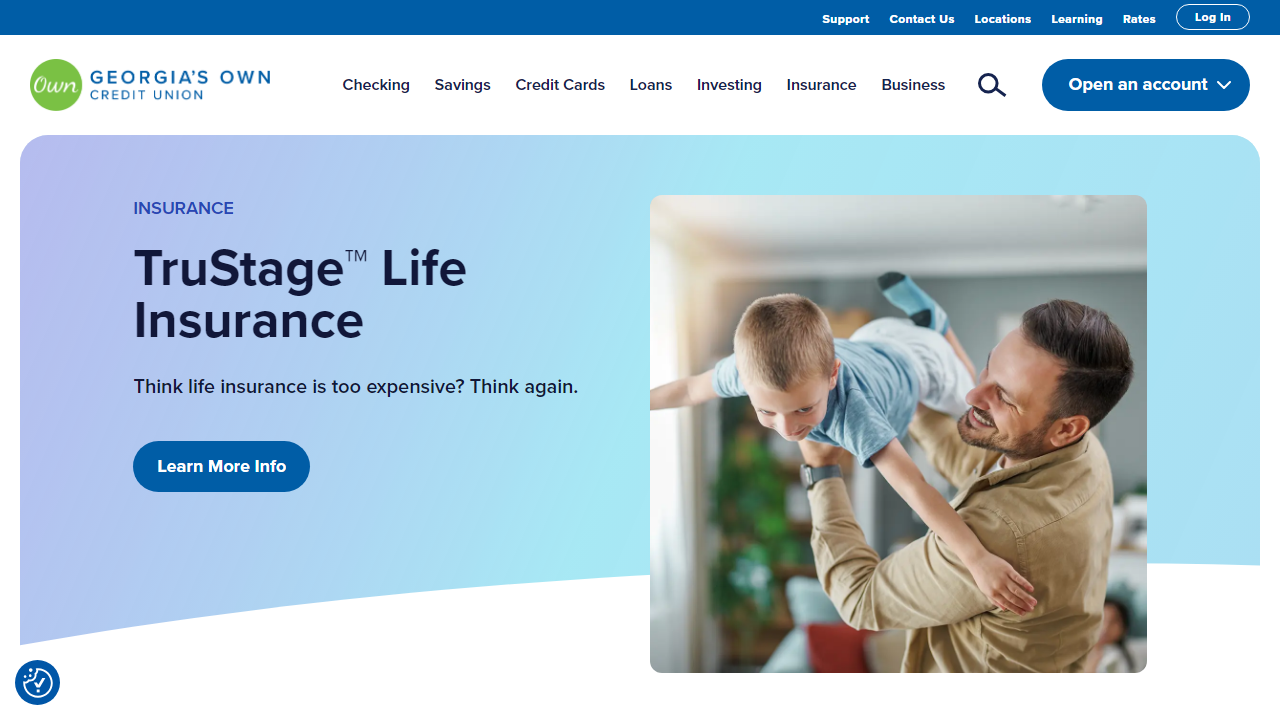 Support Contact Us Locations Learning Rates Log In
Own GEORGIA'S OWN
CREDIT UNION
Checking Savings Credit Cards Loans Investing Insurance Business Open an account
INSURANCE
TruStage™ Life
Insurance
Think life insurance is too expensive? Think again.
Learn More Info